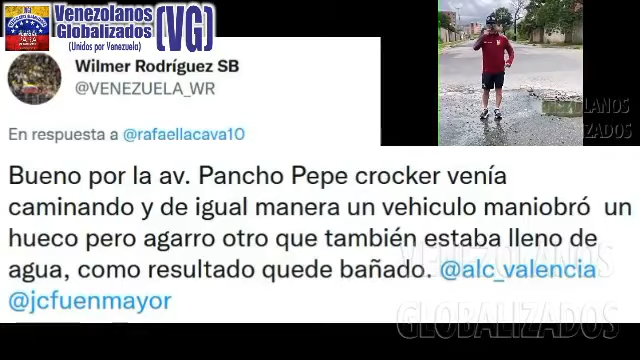 Venezolanos
Globalizados
(Unidos por Venezuela)
(VG)
Wilmer Rodríguez SB
@VENEZUELA_WR
En respuesta a @rafaellacava10
Bueno por la av. Pancho Pepe crocker venía
caminando y de igual manera un vehiculo maniobró un
hueco pero agarro otro que también estaba lleno de
agua, como resultado quede bañado. @alc_valencia
@jcfuenmayor
VENEZOLANOS
GLOBALIZADOS